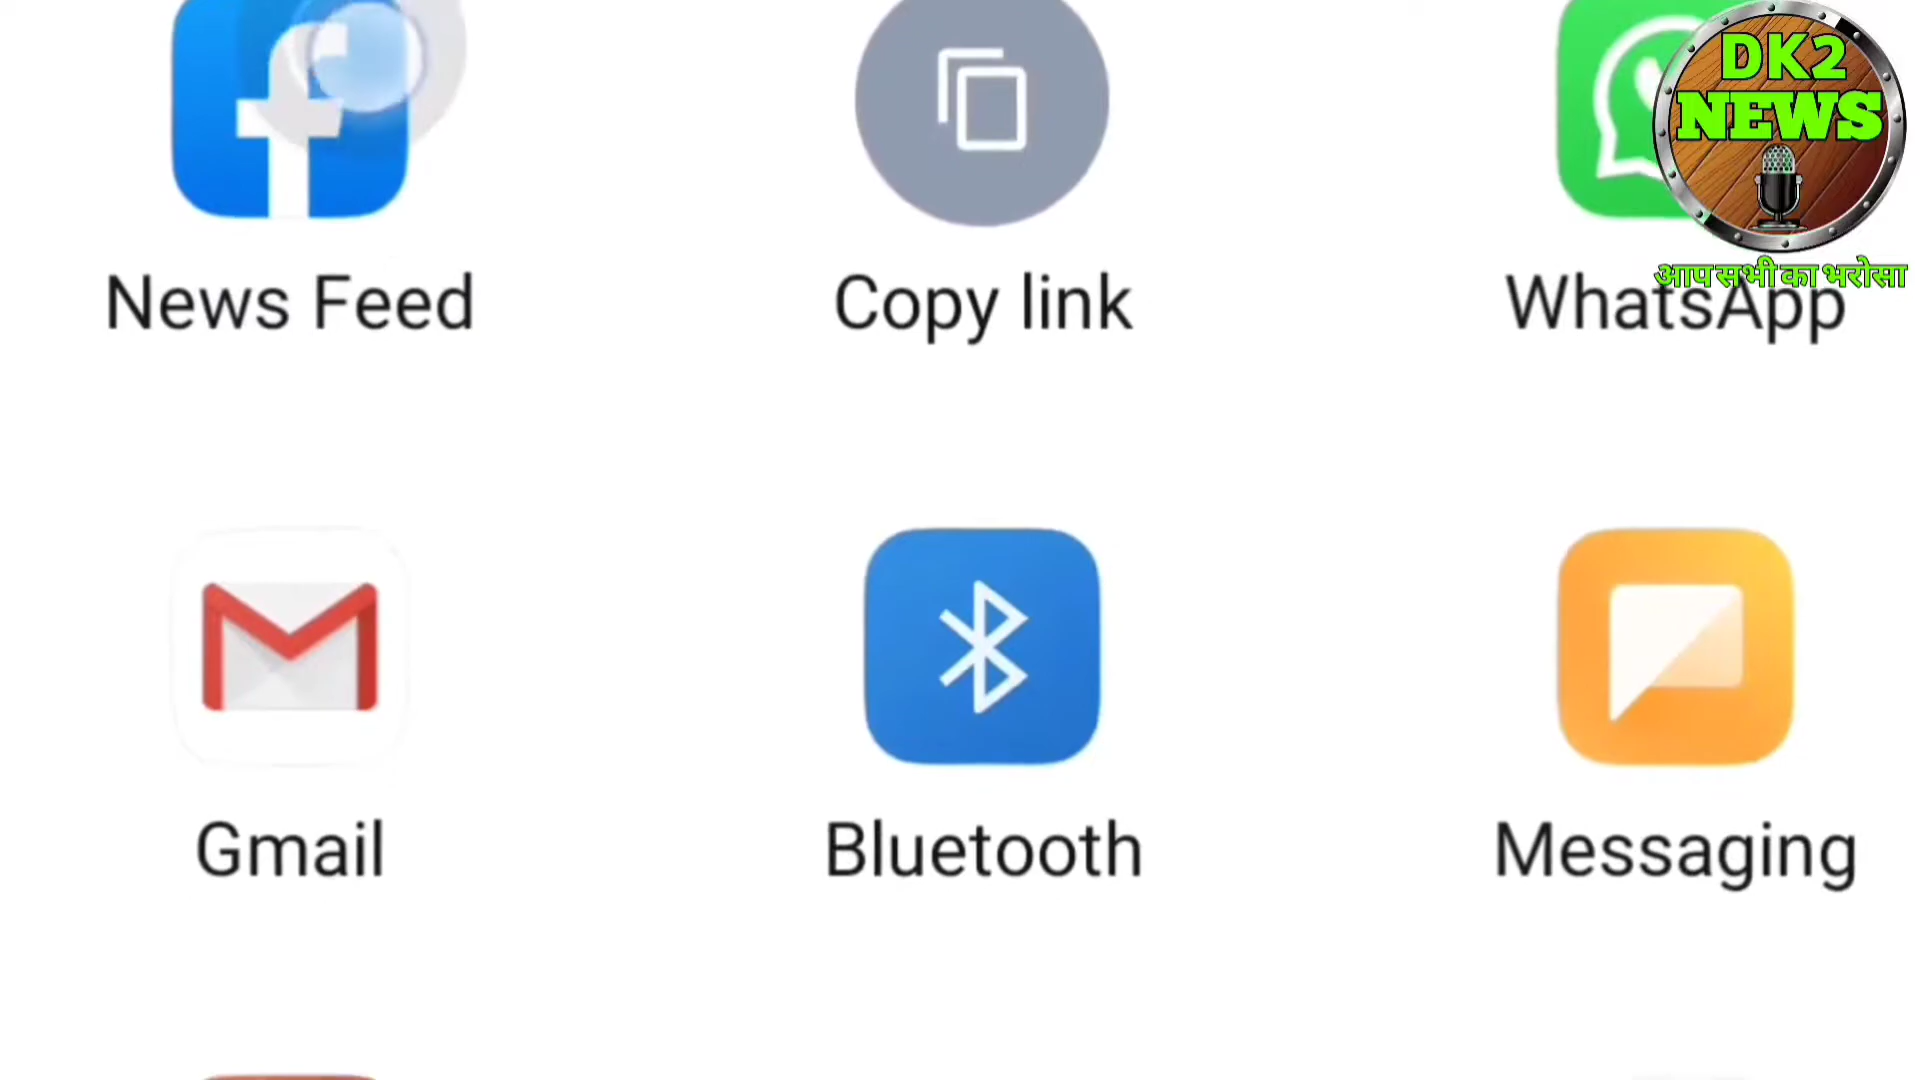 DK2
NEWS
आप सभी का भरोसा
News Feed
Copy link
WhatsApp
Gmail
Bluetooth
Messaging